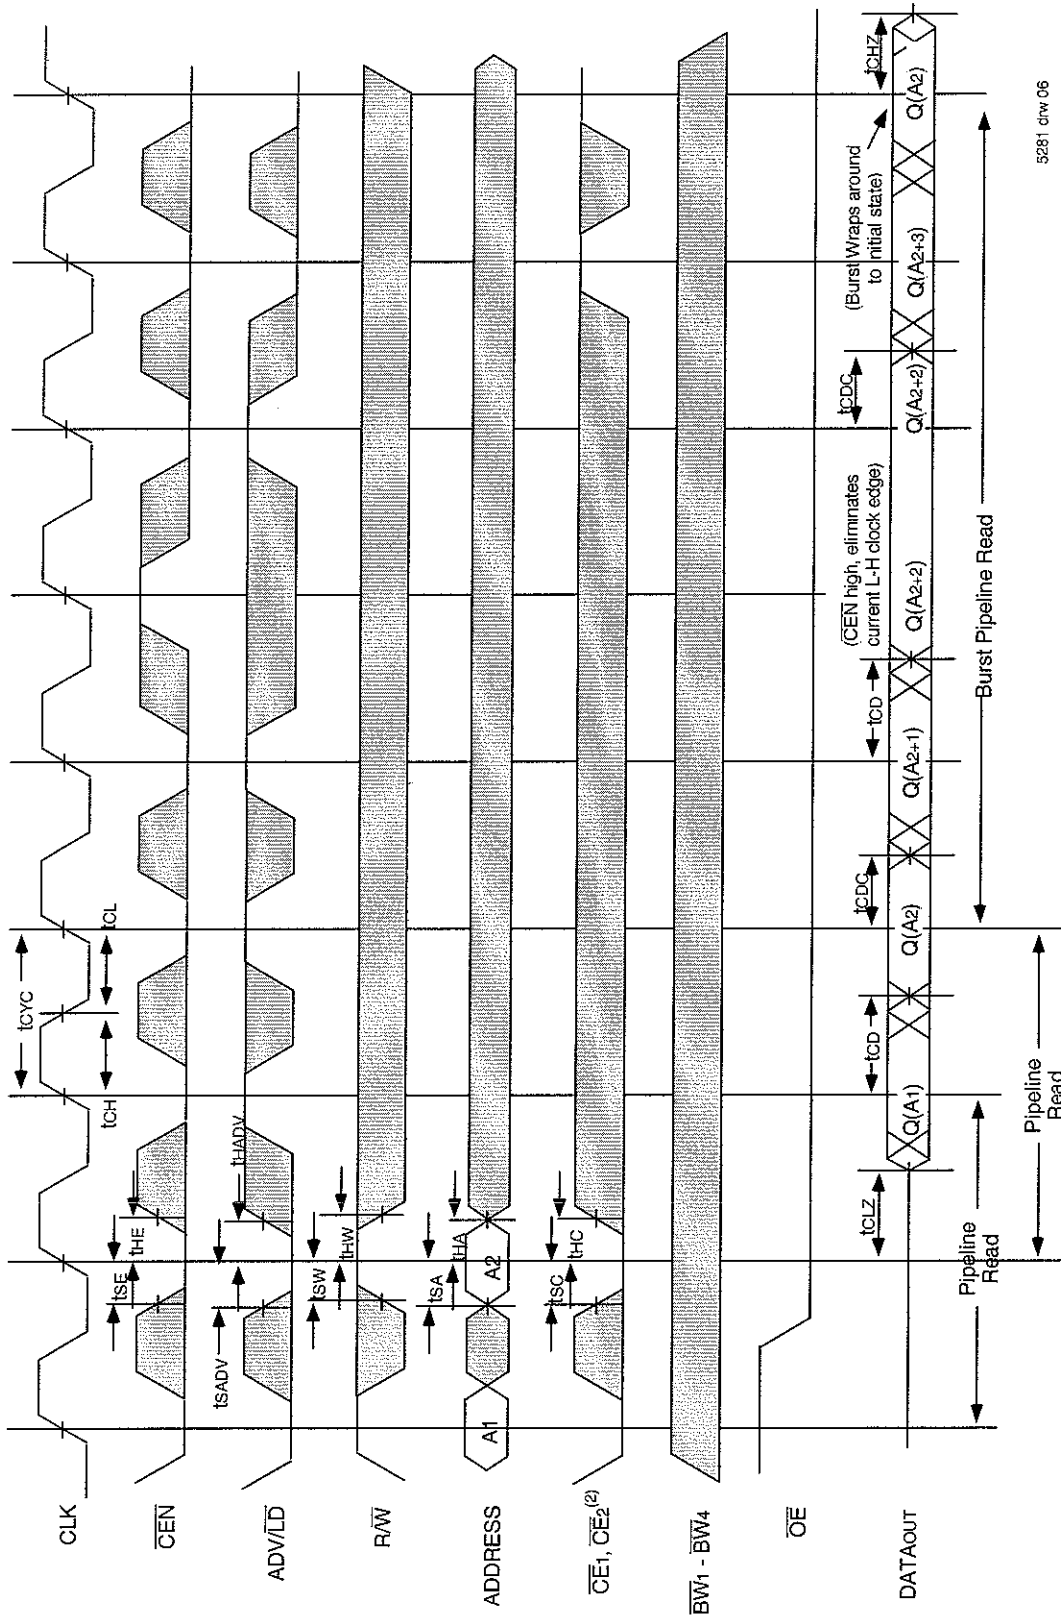 CLK
CEN
ADV/LD
R/W
ADDRESS
CE1, CE2(2)
BW1 - BW4
OE
DATAOUT
tCYC
tCH
tCL
tSE
tHE
tSADV
tHADV
tSW
tHW
tSA
tHA
A1
A2
tSC
tHC
tCLZ
tCD
tCDC
tCD
tCDC
tCHZ
(CEN high, eliminates
current L-H clock edge)
(Burst Wraps around
to initial state)
Q(A1)
Q(A2)
Q(A2+1)
Q(A2+2)
Q(A2+2)
Q(A2+3)
Q(A2)
Pipeline
Read
Pipeline
Read
Burst Pipeline Read
5281 drw 06